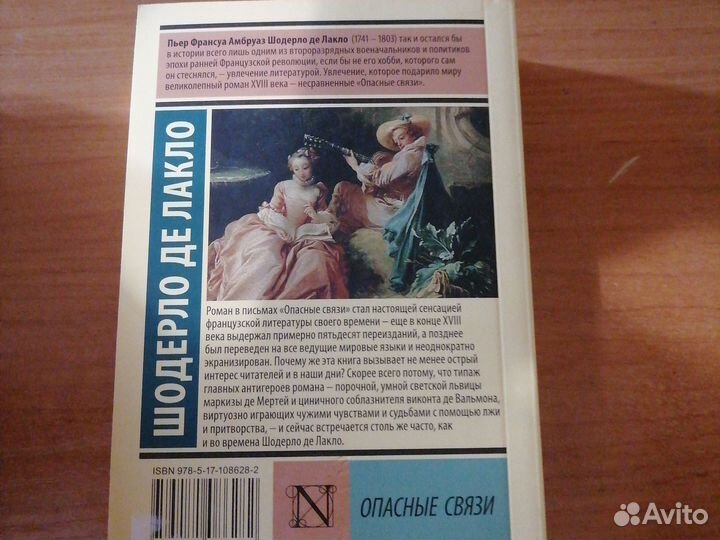 Пьер Франсуа Амбруаз Шодерло де Лакло (1741 – 1803) так и остался бы
в истории всего лишь одним из второразрядных военачальников и политиков
эпохи ранней Французской революции, если бы не его хобби, которого сам
он стеснялся, – увлечение литературой. Увлечение, которое подарило миру
великолепный роман XVIII века – несравненные «Опасные связи».
ШОДЕРЛО ДЕ ЛАКЛО
Роман в письмах «Опасные связи» стал настоящей сенсацией
французской литературы своего времени – еще в конце XVIII
века выдержал примерно пятьдесят переизданий, а позднее
был переведен на все ведущие мировые языки и неоднократно
экранизирован. Почему же эта книга вызывает не менее острый
интерес читателей и в наши дни? Скорее всего потому, что типаж
главных антигероев романа – порочной, умной светской львицы
маркизы де Мертей и циничного соблазнителя виконта де Вальмона,
виртуозно играющих чужими чувствами и судьбами с помощью лжи
и притворства, – и сейчас встречается столь же часто, как
и во времена Шодерло де Лакло.
ISBN 978-5-17-108628-2
N
ОПАСНЫЕ СВЯЗИ
Avito